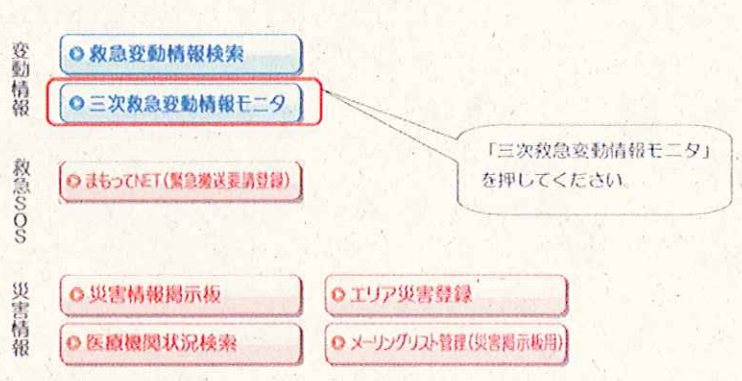 変動情報
救急変動情報検索
三次救急変動情報モニタ
「三次救急変動情報モニタ」
を押してください。
救急SOS
まもってNET(緊急搬送要請登録)
災害情報
災害情報掲示板
エリア災害登録
医療機関状況検索
メーリングリスト管理(災害掲示板用)